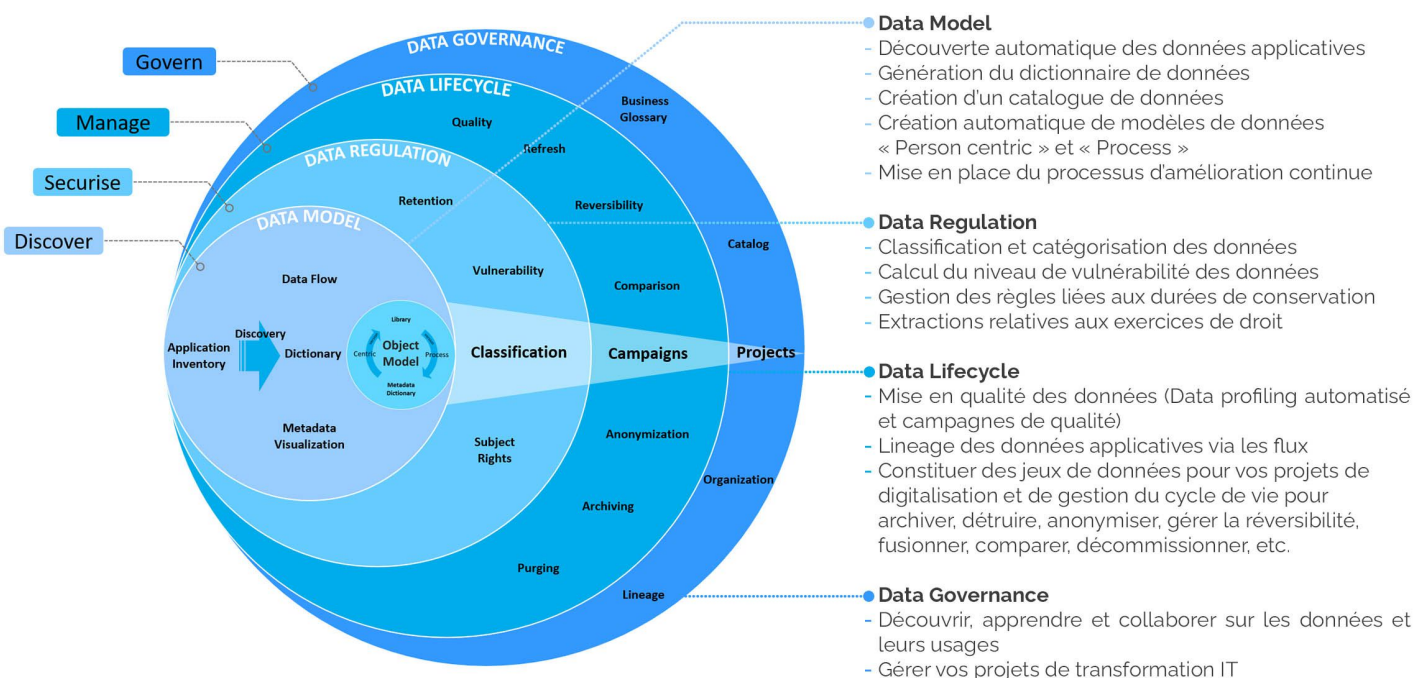 Govern
Manage
Securise
Discover
DATA GOVERNANCE
DATA LIFECYCLE
DATA REGULATION
DATA MODEL
Business
Glossary
Catalog
Projects
Organization
Lineage
Quality
Refresh
Reversibility
Comparison
Campaigns
Anonymization
Archiving
Purging
Retention
Vulnerability
Classification
Subject
Rights
Data Flow
Application
Inventory
Discovery
Dictionary
Metadata
Visualization
Library
Centric
Object
Model
Process
Metadata
Dictionary
Data Model
- Découverte automatique des données applicatives
- Génération du dictionnaire de données
- Création d’un catalogue de données
- Création automatique de modèles de données
« Person centric » et « Process »
- Mise en place du processus d’amélioration continue
Data Regulation
- Classification et catégorisation des données
- Calcul du niveau de vulnérabilité des données
- Gestion des règles liées aux durées de conservation
- Extractions relatives aux exercices de droit
Data Lifecycle
- Mise en qualité des données (Data profiling automatisé
et campagnes de qualité)
- Lineage des données applicatives via les flux
- Constituer des jeux de données pour vos projets de
digitalisation et de gestion du cycle de vie pour
archiver, détruire, anonymiser, gérer la réversibilité,
fusionner, comparer, décommissionner, etc.
Data Governance
- Découvrir, apprendre et collaborer sur les données et
leurs usages
- Gérer vos projets de transformation IT